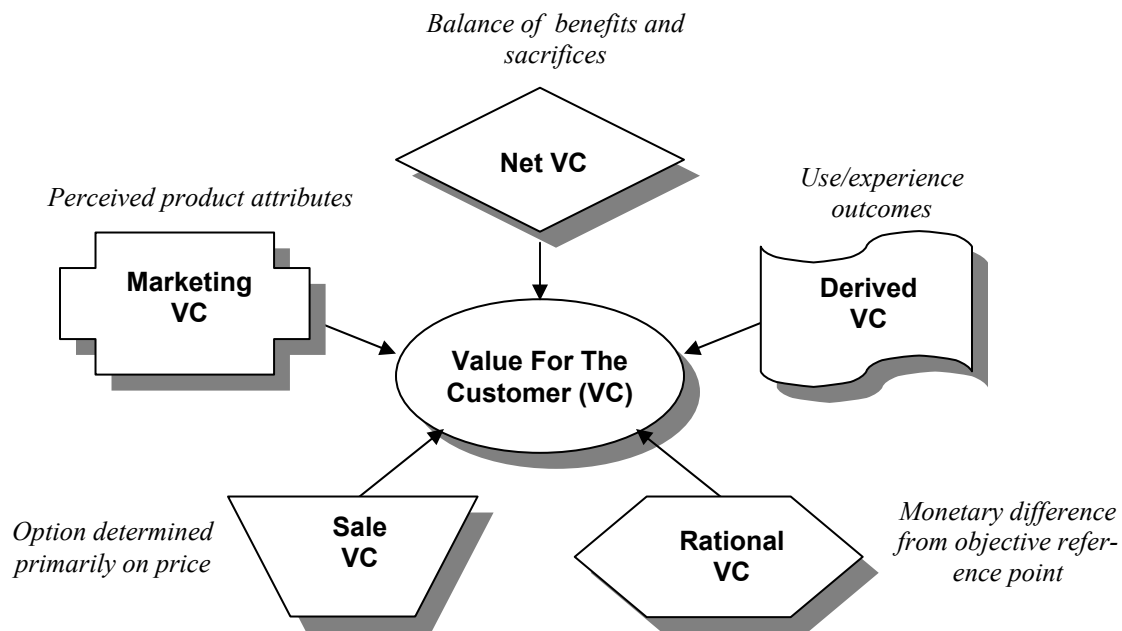 Balance of benefits and
sacrifices
Net VC
Perceived product attributes
Marketing
VC
Use/experience
outcomes
Derived
VC
Value For The
Customer (VC)
Option determined
primarily on price
Sale
VC
Rational
VC
Monetary difference
from objective refer-
ence point